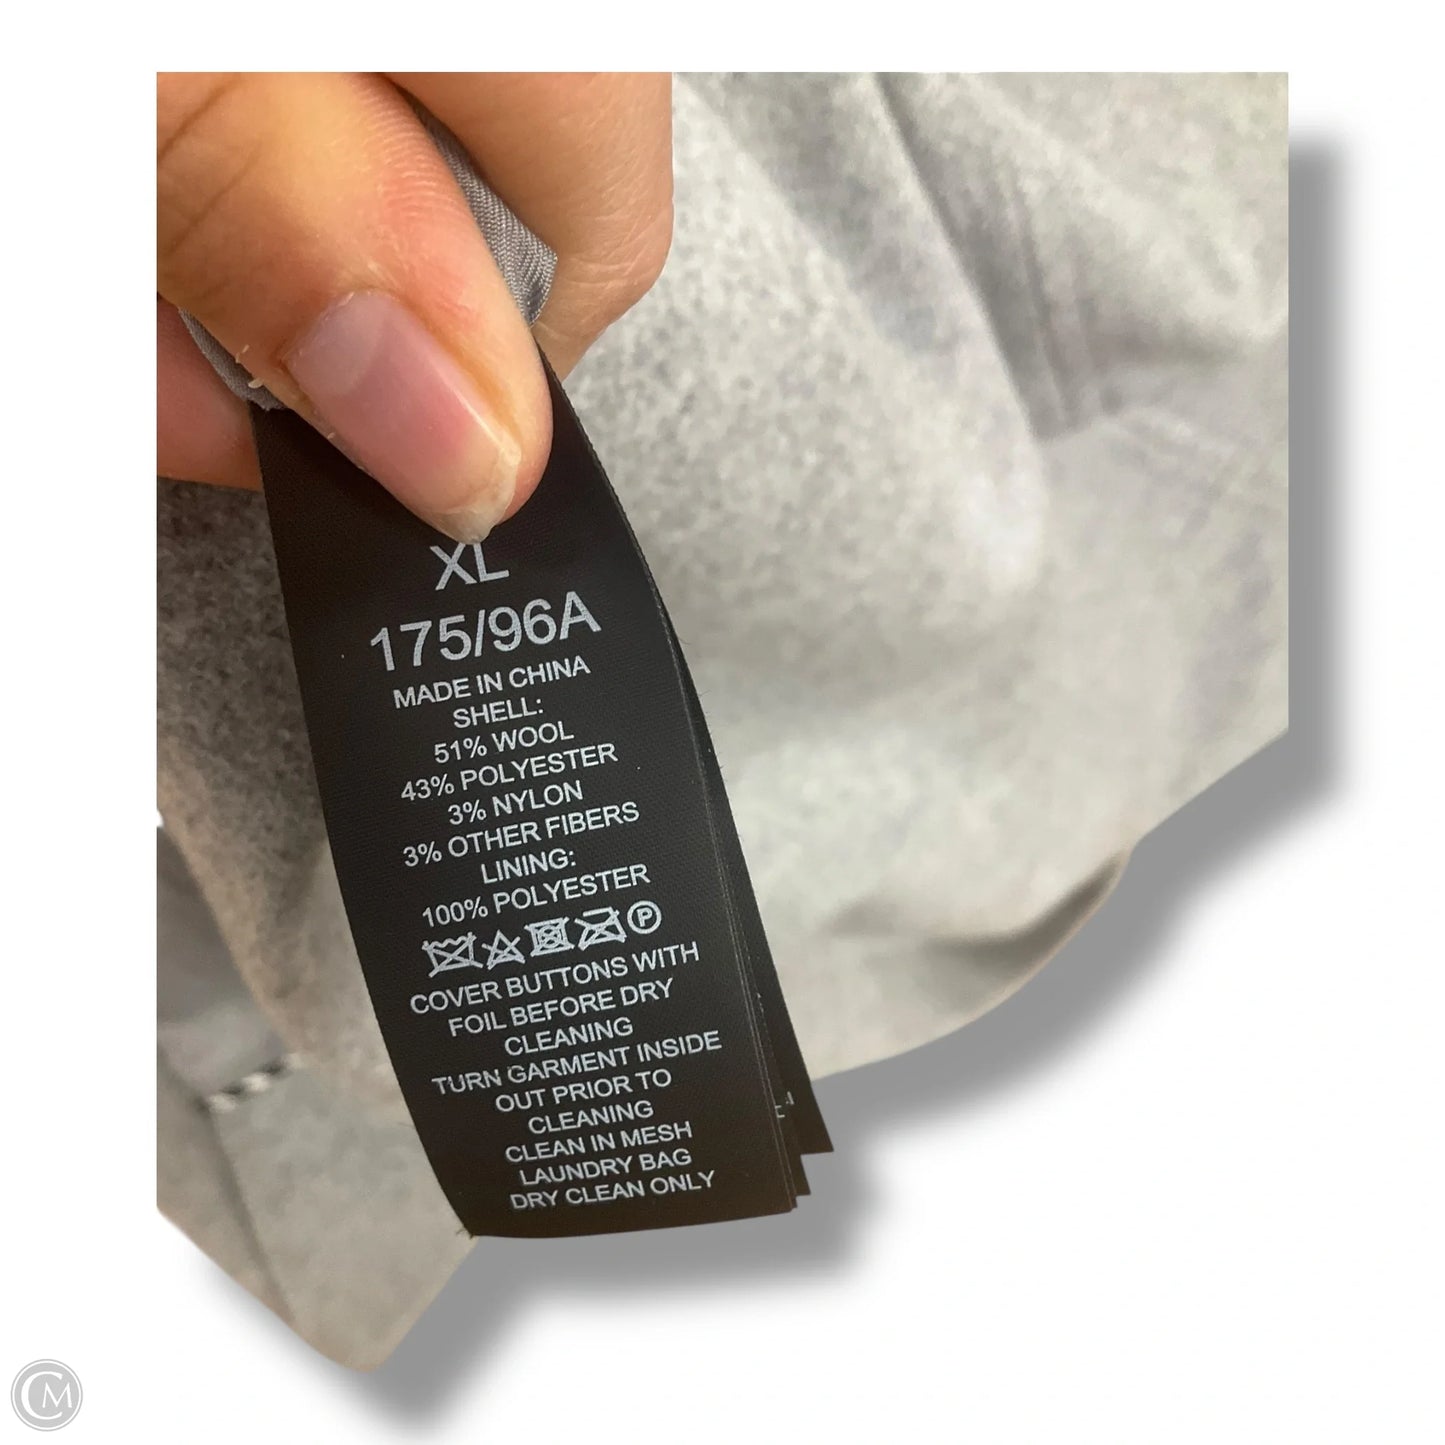 XL
175/96A
MADE IN CHINA
SHELL:
51% WOOL
43% POLYESTER
3% NYLON
3% OTHER FIBERS
LINING:
100% POLYESTER
P
COVER BUTTONS WITH
FOIL BEFORE DRY
CLEANING
TURN GARMENT INSIDE
OUT PRIOR TO
CLEANING
CLEAN IN MESH
LAUNDRY BAG
DRY CLEAN ONLY
CM